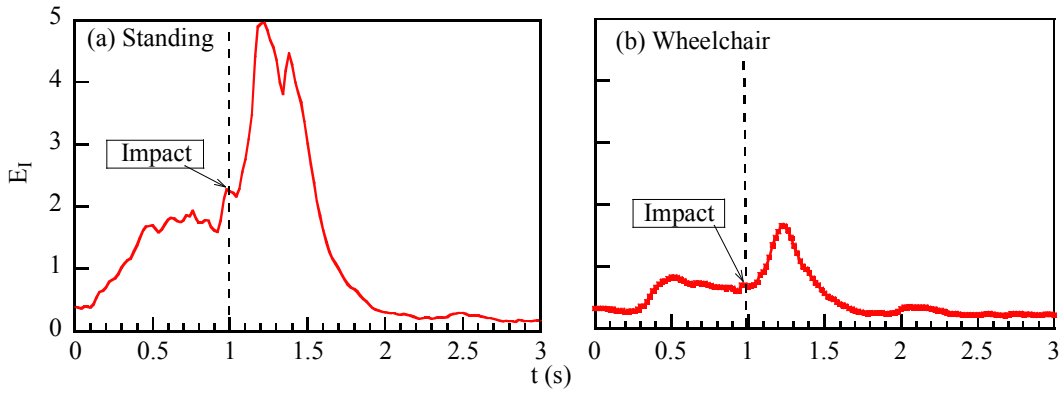 (a) Standing
(b) Wheelchair
5
4
3
2
1
0
E_I
Impact
Impact
0 0.5 1 1.5 2 2.5 3
0 0.5 1 1.5 2 2.5 3
t (s)